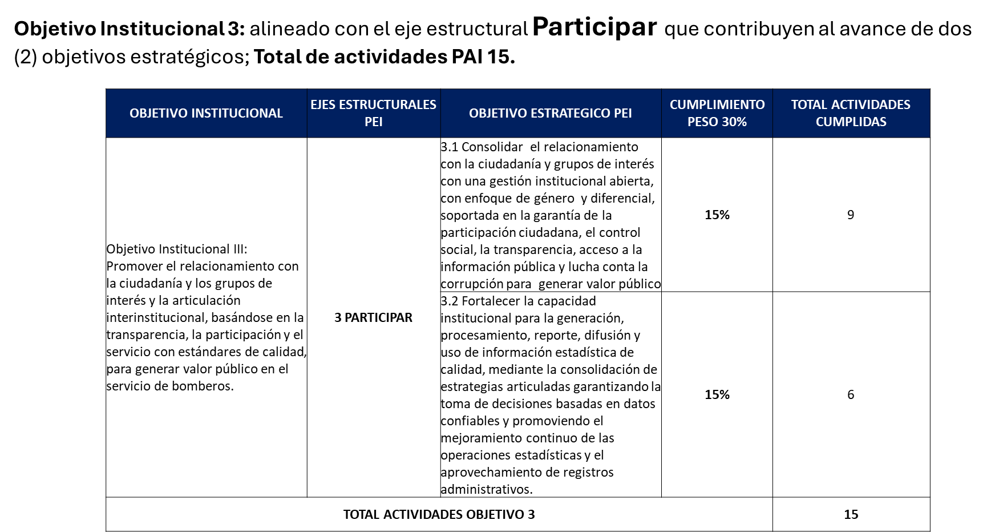 Objetivo Institucional 3: alineado con el eje estructural Participar que contribuyen al avance de dos
(2) objetivos estratégicos; Total de actividades PAI 15.
OBJETIVO INSTITUCIONAL
EJES ESTRUCTURALES
PEI
OBJETIVO ESTRATEGICO PEI
CUMPLIMIENTO
PESO 30%
TOTAL ACTIVIDADES
CUMPLIDAS
Objetivo Institucional III:
Promover el relacionamiento con
la ciudadanía y los grupos de
interés y la articulación
interinstitucional, basándose en la
transparencia, la participación y el
servicio con estándares de calidad,
para generar valor público en el
servicio de bomberos.
3 PARTICIPAR
3.1 Consolidar el relacionamiento
con la ciudadanía y grupos de interés
con una gestión institucional abierta,
con enfoque de género y diferencial,
soportada en la garantía de la
participación ciudadana, el control
social, la transparencia, acceso a la
información pública y lucha conta la
corrupción para generar valor público
15%
9
3.2 Fortalecer la capacidad
institucional para la generación,
procesamiento, reporte, difusión y
uso de información estadística de
calidad, mediante la consolidación de
estrategias articuladas garantizando la
toma de decisiones basadas en datos
confiables y promoviendo el
mejoramiento continuo de las
operaciones estadísticas y el
aprovechamiento de registros
administrativos.
15%
6
TOTAL ACTIVIDADES OBJETIVO 3
15